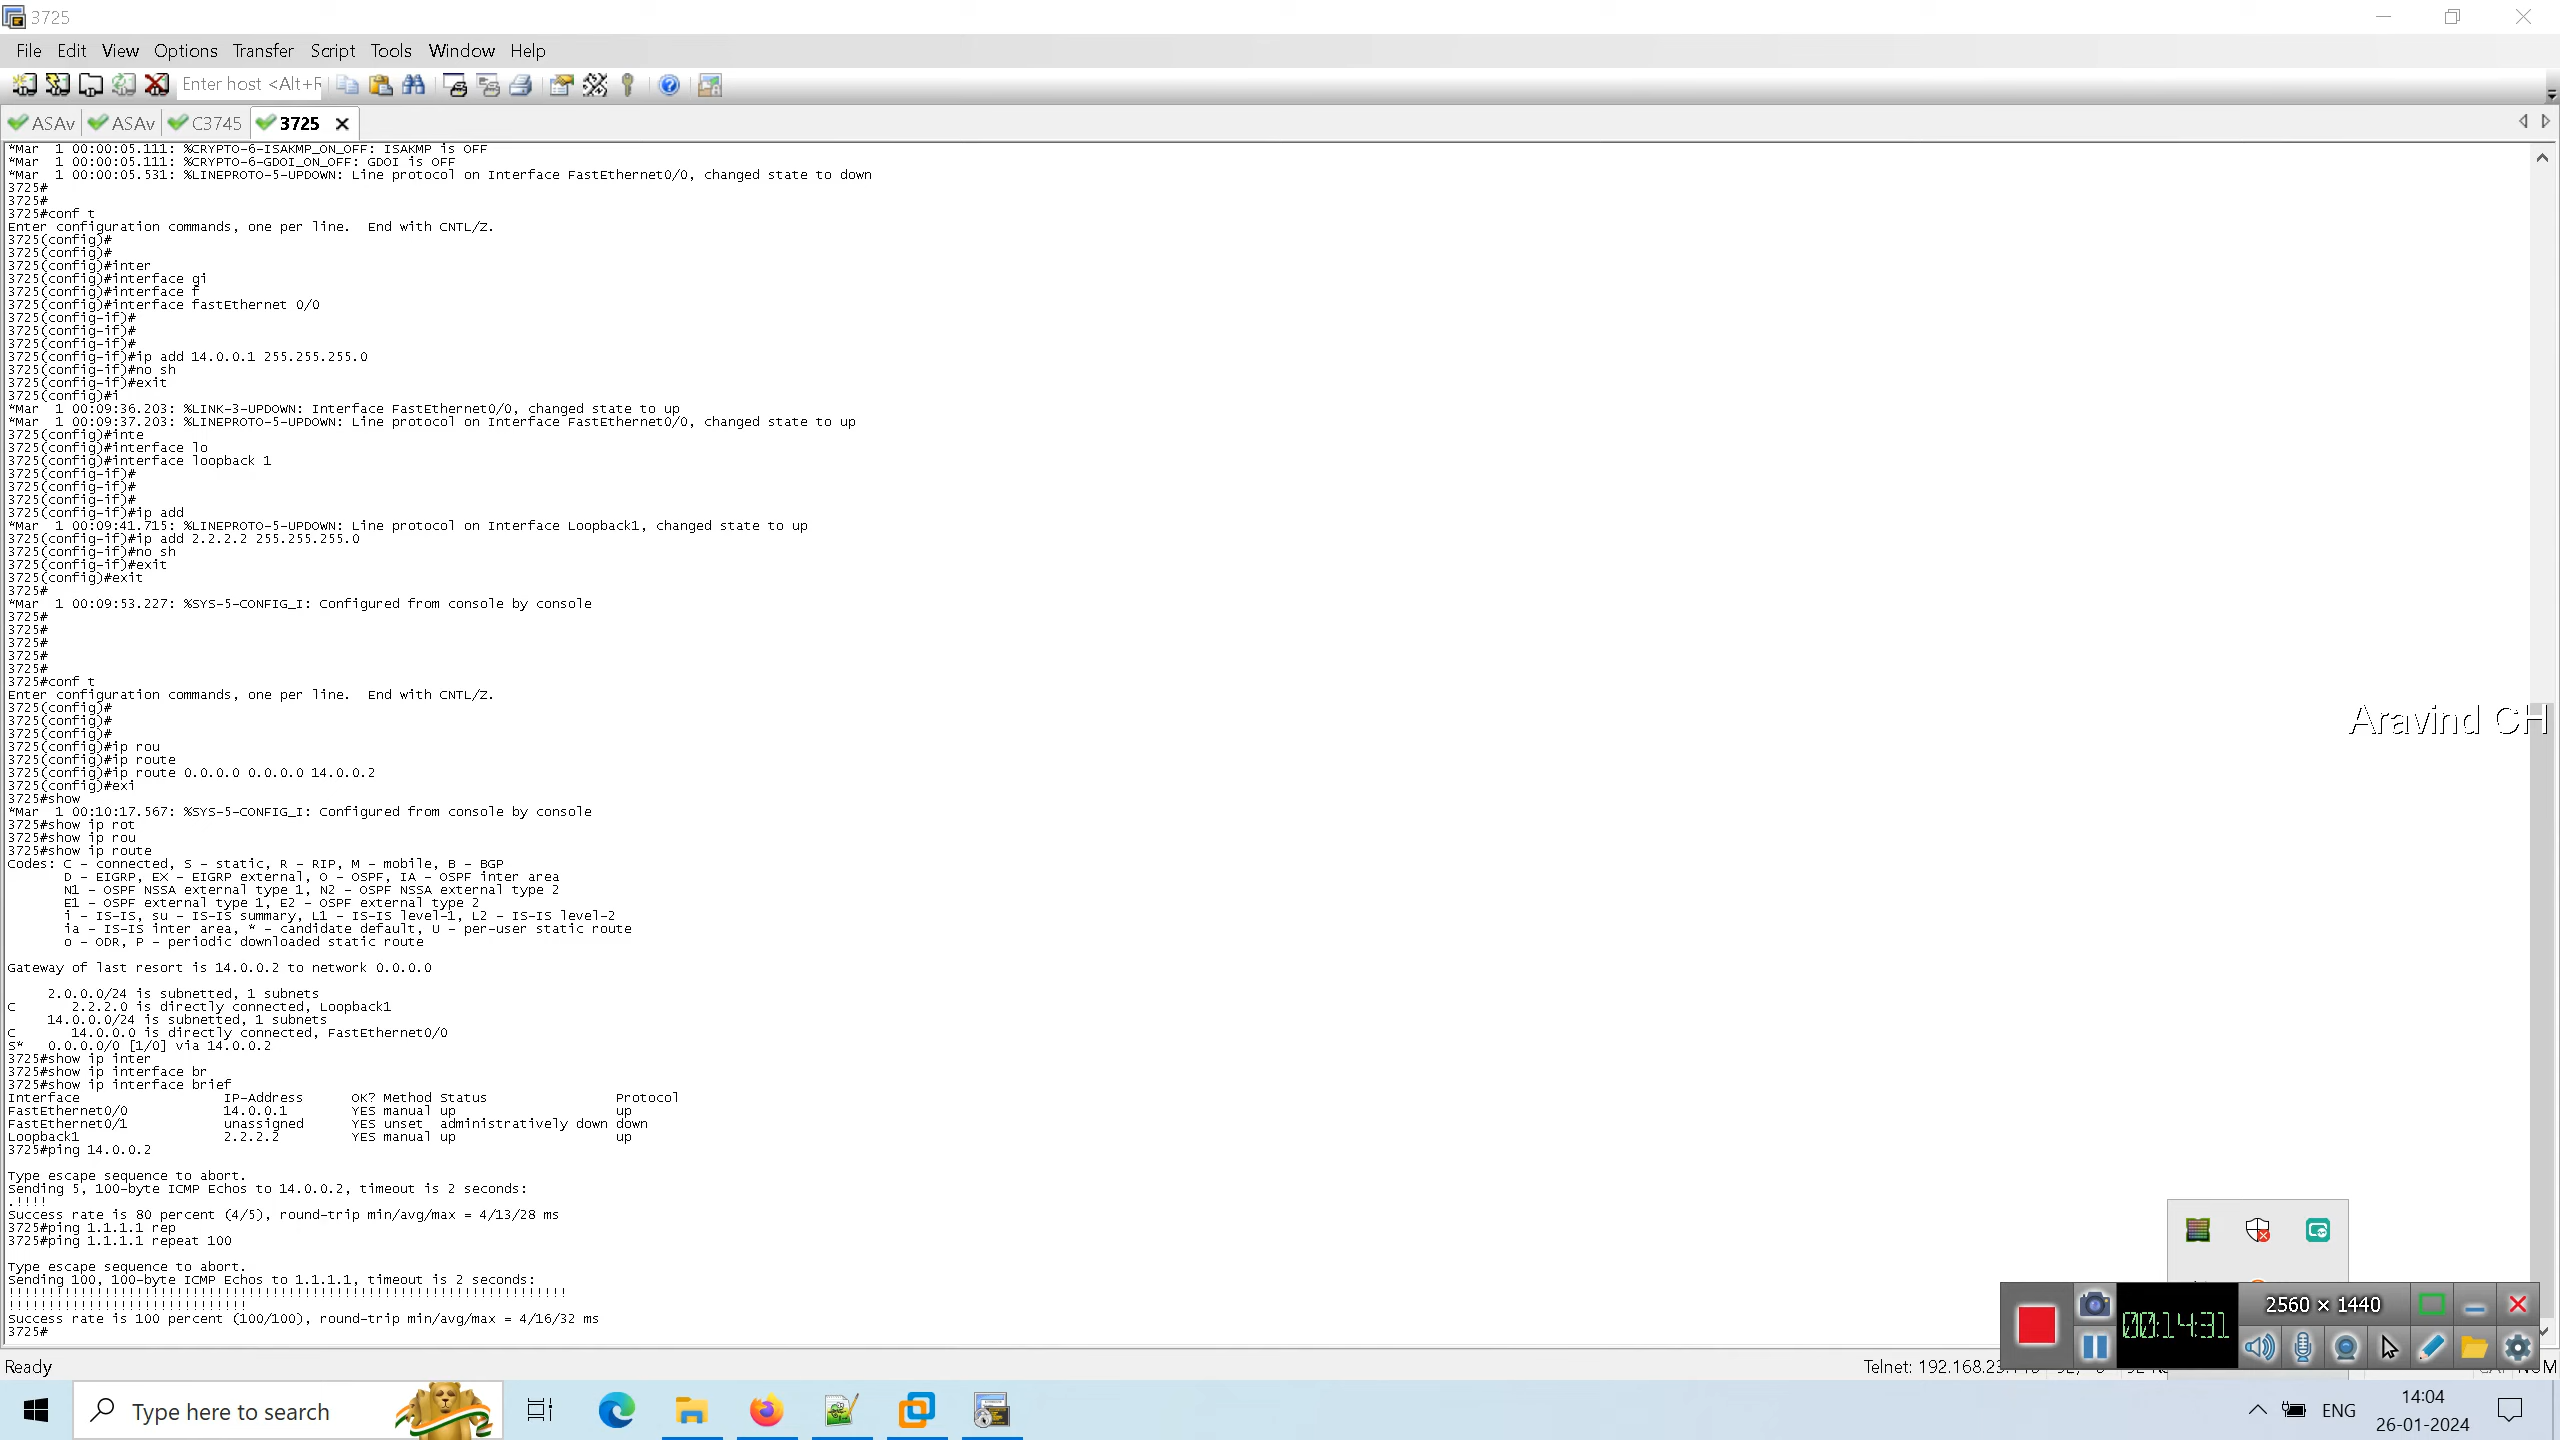 3725
File Edit View Options Transfer Script Tools Window Help
Enter host <Alt+R
ASAv ASAv C3745 3725
*Mar  1 00:00:05.111: %CRYPTO-6-ISAKMP_ON_OFF: ISAKMP is OFF
*Mar  1 00:00:05.111: %CRYPTO-6-GDOI_ON_OFF: GDOI is OFF
*Mar  1 00:00:05.531: %LINEPROTO-5-UPDOWN: Line protocol on Interface FastEthernet0/0, changed state to down
3725#
3725#
3725#conf t
Enter configuration commands, one per line.  End with CNTL/Z.
3725(config)#
3725(config)#
3725(config)#inter
3725(config)#interface gi
3725(config)#interface f
3725(config)#interface fastEthernet 0/0
3725(config-if)#
3725(config-if)#
3725(config-if)#
3725(config-if)#ip add 14.0.0.1 255.255.255.0
3725(config-if)#no sh
3725(config-if)#exit
3725(config)#i
*Mar  1 00:09:36.203: %LINK-3-UPDOWN: Interface FastEthernet0/0, changed state to up
*Mar  1 00:09:37.203: %LINEPROTO-5-UPDOWN: Line protocol on Interface FastEthernet0/0, changed state to up
3725(config)#inte
3725(config)#interface lo
3725(config)#interface loopback 1
3725(config-if)#
3725(config-if)#
3725(config-if)#
3725(config-if)#ip add
*Mar  1 00:09:41.715: %LINEPROTO-5-UPDOWN: Line protocol on Interface Loopback1, changed state to up
3725(config-if)#ip add 2.2.2.2 255.255.255.0
3725(config-if)#no sh
3725(config-if)#exit
3725(config)#exit
3725#
*Mar  1 00:09:53.227: %SYS-5-CONFIG_I: Configured from console by console
3725#
3725#
3725#
3725#
3725#
3725#conf t
Enter configuration commands, one per line.  End with CNTL/Z.
3725(config)#
3725(config)#
3725(config)#
3725(config)#ip rou
3725(config)#ip route
3725(config)#ip route 0.0.0.0 0.0.0.0 14.0.0.2
3725(config)#exi
3725#show
*Mar  1 00:10:17.567: %SYS-5-CONFIG_I: Configured from console by console
3725#show ip rot
3725#show ip rou
3725#show ip route
Codes: C - connected, S - static, R - RIP, M - mobile, B - BGP
D - EIGRP, EX - EIGRP external, O - OSPF, IA - OSPF inter area
N1 - OSPF NSSA external type 1, N2 - OSPF NSSA external type 2
E1 - OSPF external type 1, E2 - OSPF external type 2
i - IS-IS, su - IS-IS summary, L1 - IS-IS level-1, L2 - IS-IS level-2
ia - IS-IS inter area, * - candidate default, U - per-user static route
o - ODR, P - periodic downloaded static route
Gateway of last resort is 14.0.0.2 to network 0.0.0.0
2.0.0.0/24 is subnetted, 1 subnets
C       2.2.2.0 is directly connected, Loopback1
14.0.0.0/24 is subnetted, 1 subnets
C       14.0.0.0 is directly connected, FastEthernet0/0
S*   0.0.0.0/0 [1/0] via 14.0.0.2
3725#show ip inter
3725#show ip interface br
3725#show ip interface brief
Interface                  IP-Address      OK? Method Status                Protocol
FastEthernet0/0            14.0.0.1        YES manual up                    up
FastEthernet0/1            unassigned      YES unset  administratively down down
Loopback1                  2.2.2.2         YES manual up                    up
3725#ping 14.0.0.2
Type escape sequence to abort.
Sending 5, 100-byte ICMP Echos to 14.0.0.2, timeout is 2 seconds:
.!!!!
Success rate is 80 percent (4/5), round-trip min/avg/max = 4/13/28 ms
3725#ping 1.1.1.1 rep
3725#ping 1.1.1.1 repeat 100
Type escape sequence to abort.
Sending 100, 100-byte ICMP Echos to 1.1.1.1, timeout is 2 seconds:
!!!!!!!!!!!!!!!!!!!!!!!!!!!!!!!!!!!!!!!!!!!!!!!!!!!!!!!!!!!!!!!!!!!!!!
!!!!!!!!!!!!!!!!!!!!!!!!!!!!!!
Success rate is 100 percent (100/100), round-trip min/avg/max = 4/16/32 ms
3725#
Aravind CH
2560 × 1440
00:14:31
Ready
Telnet: 192.168.23.
Type here to search
ENG
14:04
26-01-2024